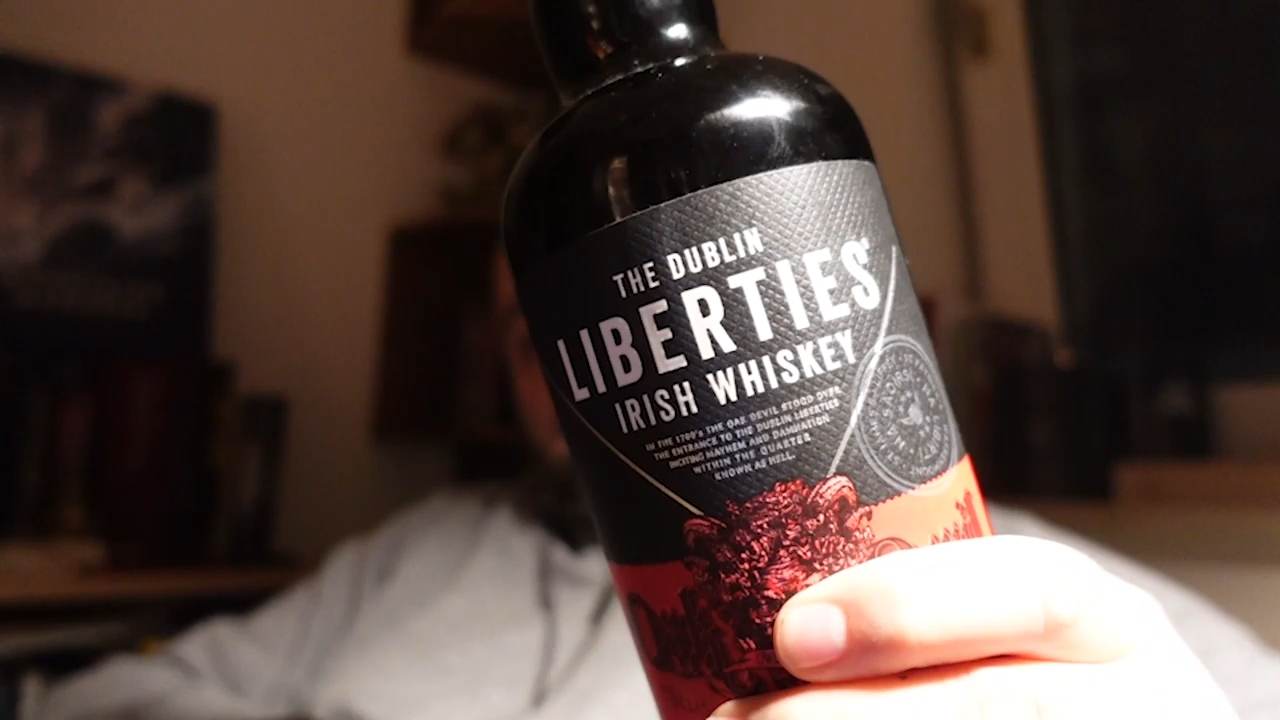 THE DUBLIN
LIBERTIES
IRISH WHISKEY
IN THE 1700's THE OAK DEVIL STOOD OVER
THE ENTRANCE TO THE DUBLIN LIBERTIES
INCITING MAYHEM AND DAMNATION
WITHIN THE QUARTER
KNOWN AS HELL.